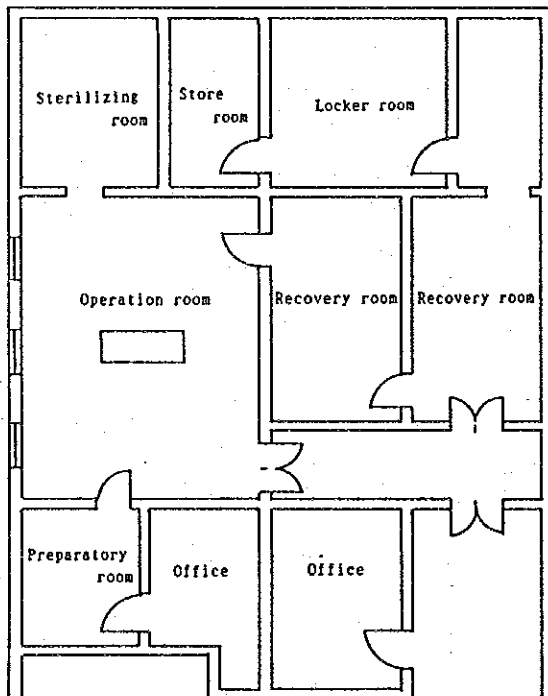 Sterilizing
room
Store
room
Locker room
Operation room
Recovery room
Recovery room
Preparatory
room
Office
Office